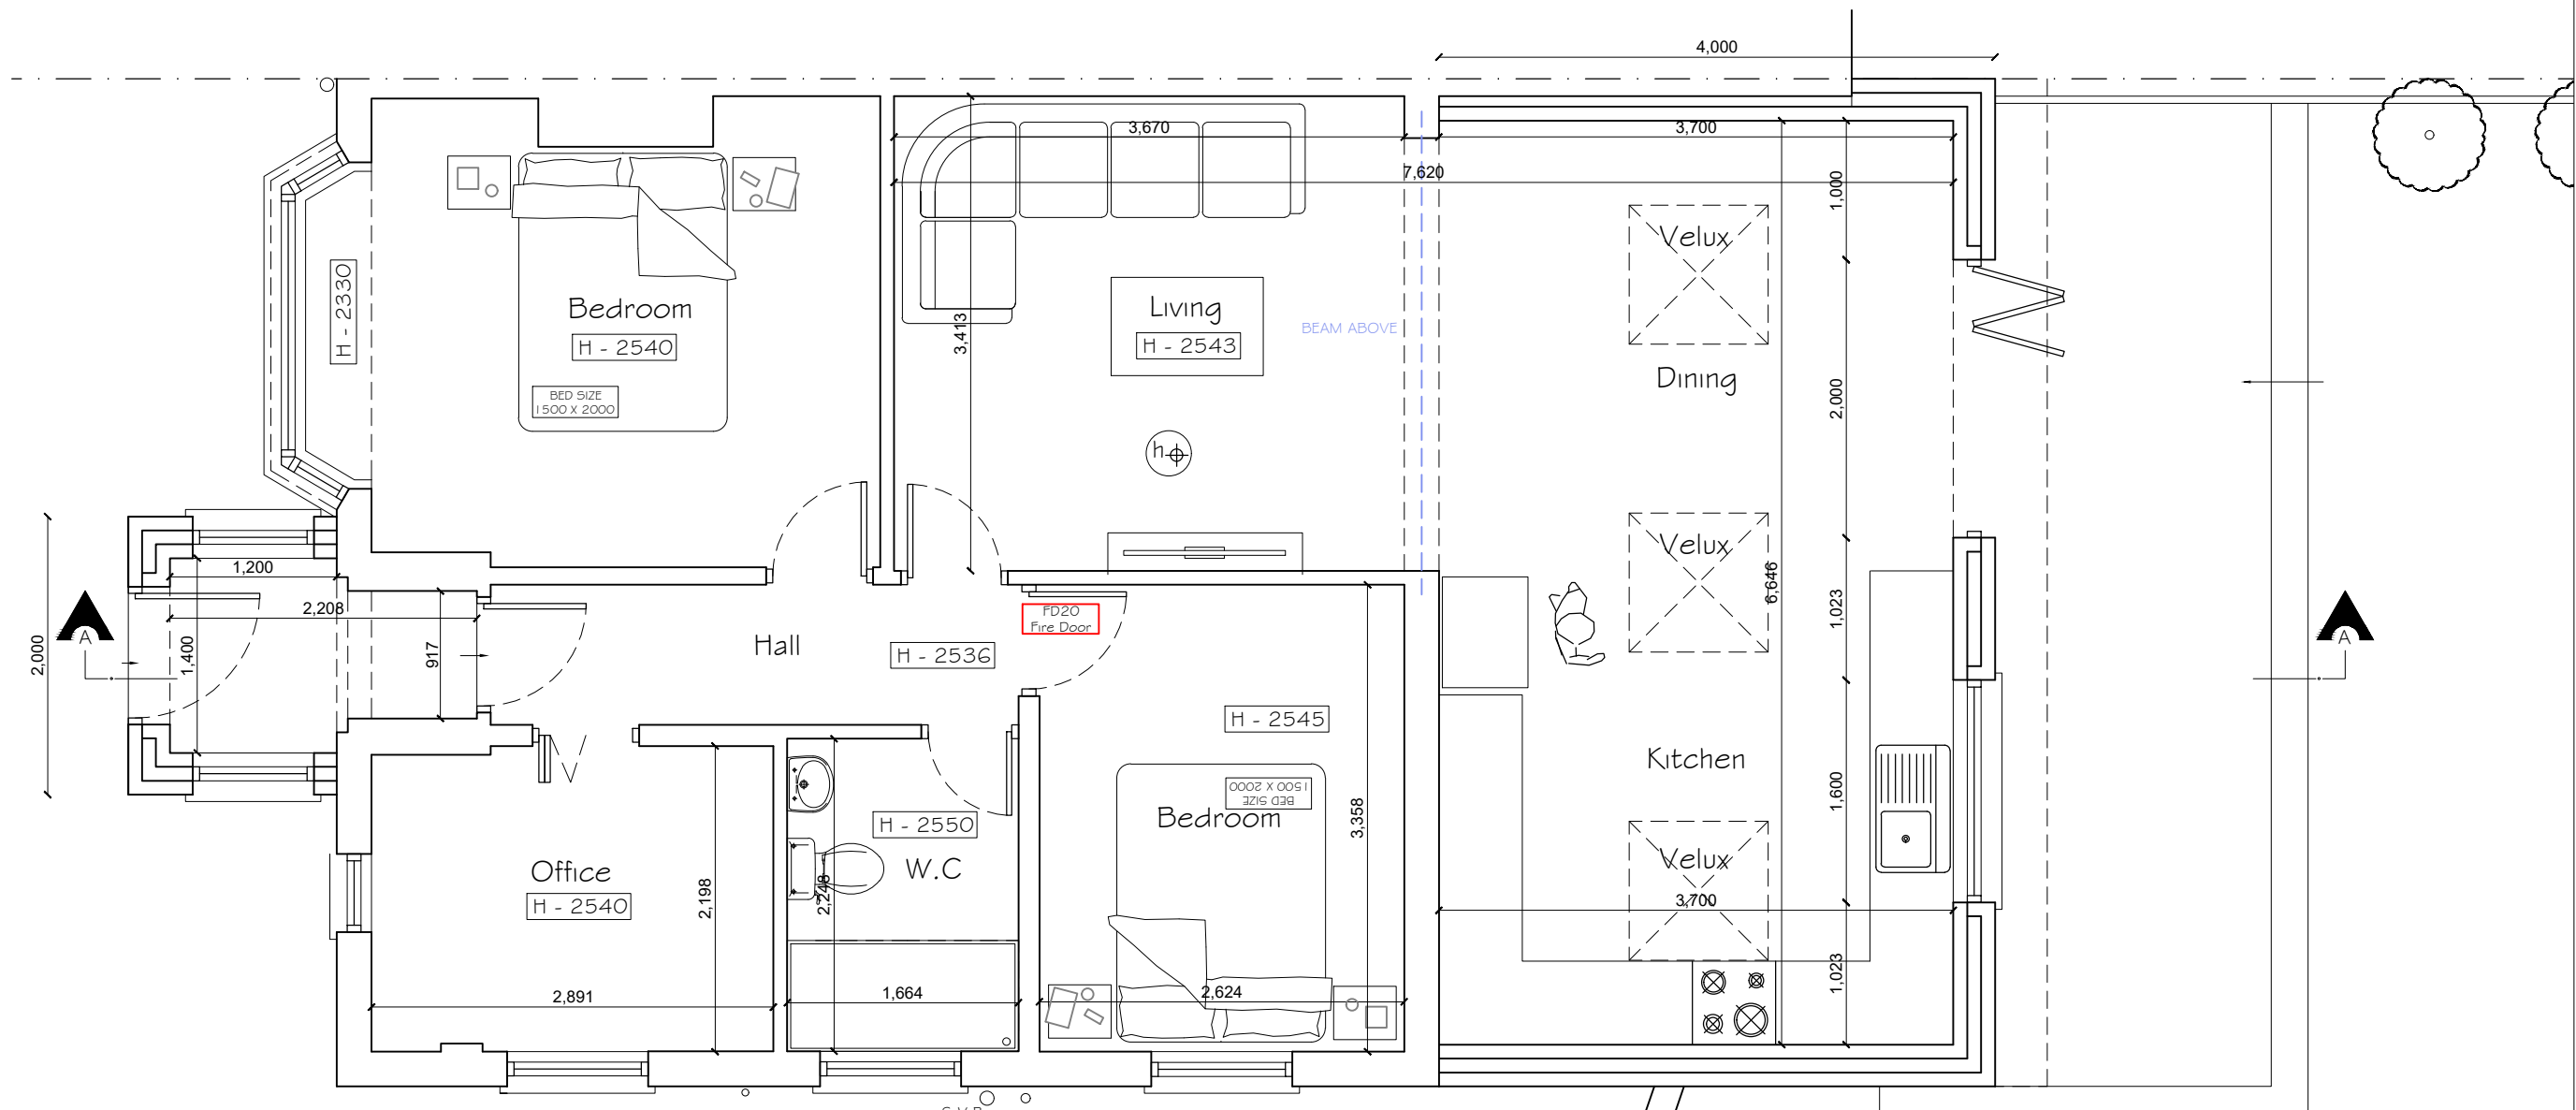 4,000
3,670
3,700
7,620
1,000
Velux
H - 2330
Bedroom
H - 2540
BED SIZE
1500 X 2000
3,413
Living
H - 2543
BEAM ABOVE
Dining
2,000
h
1,200
2,208
2,000
A
1,400
917
Hall
H - 2536
FD20
Fire Door
Velux
6,646
1,023
A
H - 2545
Kitchen
BED SIZE
1500 X 2000
Bedroom
3,358
1,600
H - 2550
W.C
2,248
Office
H - 2540
2,198
Velux
3,700
2,891
1,664
2,624
1,023